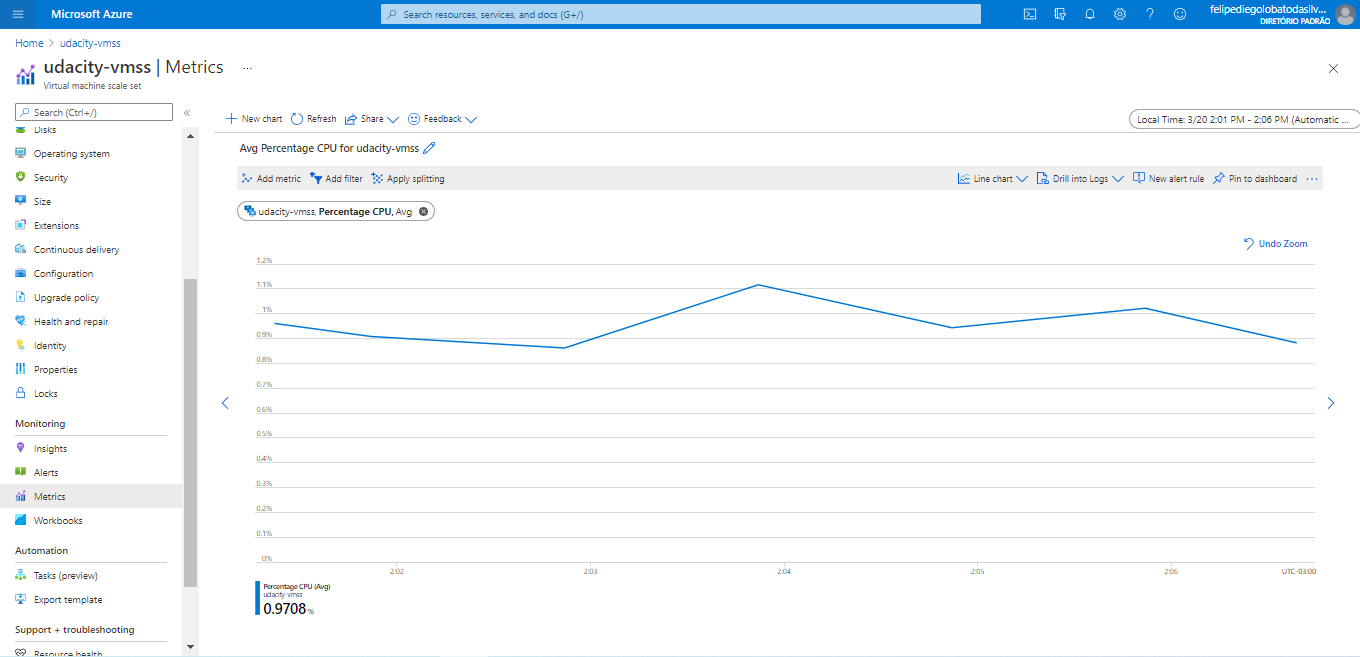 Microsoft Azure
Search resources, services, and docs (G+/)
felipediegolobatodasilv...
DIRETÓRIO PADRÃO
Home > udacity-vmss
udacity-vmss | Metrics ...
Virtual machine scale set
Search (Ctrl+/)
«
Disks
Operating system
Security
Size
Extensions
Continuous delivery
Configuration
Upgrade policy
Health and repair
Identity
Properties
Locks
Monitoring
Insights
Alerts
Metrics
Workbooks
Automation
Tasks (preview)
Export template
Support + troubleshooting
Resource health
New chart Refresh Share Feedback
Local Time: 3/20 2:01 PM - 2:06 PM (Automatic ...
Avg Percentage CPU for udacity-vmss
Add metric Add filter Apply splitting Line chart Drill into Logs New alert rule Pin to dashboard ...
udacity-vmss, Percentage CPU, Avg
Undo Zoom
1.2%
1.1%
1%
0.9%
0.8%
0.7%
0.6%
0.5%
0.4%
0.3%
0.2%
0.1%
0%
2:02 2:03 2:04 2:05 2:06 UTC-03:00
Percentage CPU (Avg)
udacity-vmss
0.9708 %